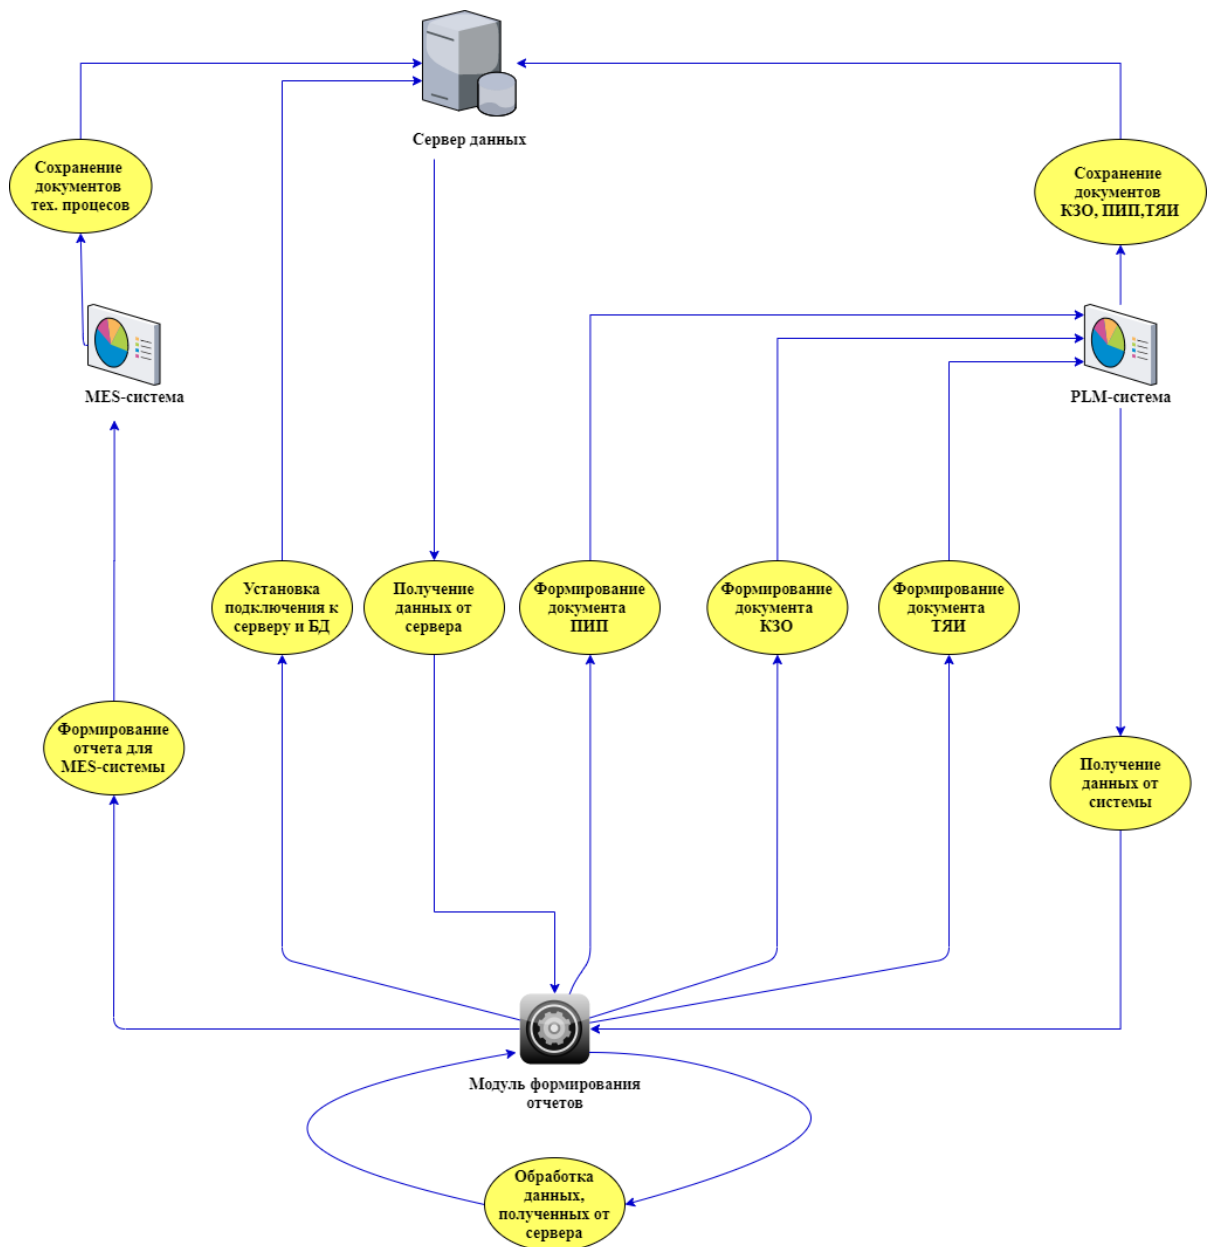 Сервер данных
Сохранение
документов
тех. процесов
Сохранение
документов
КЗО, ПИП,ТЯИ
MES-система
PLM-система
Установка
подключения к
серверу и БД
Получение
данных от
сервера
Формирование
документа
ПИП
Формирование
документа
КЗО
Формирование
документа
ТЯИ
Формирование
отчета для
MES-системы
Получение
данных от
системы
Модуль формирования
отчетов
Обработка
данных,
полученных от
сервера